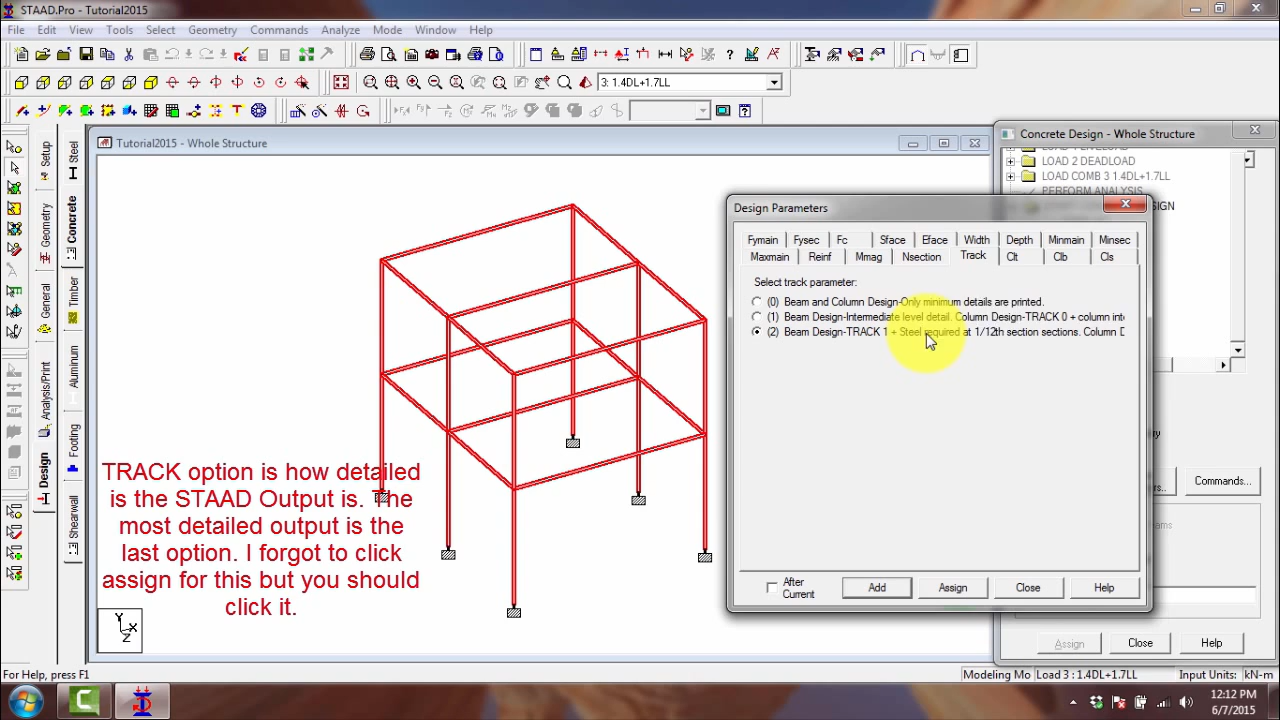 STAAD.Pro - Tutorial2015
File Edit View Tools Select Geometry Commands Analyze Mode Window Help
3: 1.4DL+1.7LL
Setup
Geometry
General
Analysis/Print
Design
Steel
Concrete
Timber
Aluminum
Footing
Shearwall
Tutorial2015 - Whole Structure
TRACK option is how detailed
is the STAAD Output is. The
most detailed output is the
last option. I forgot to click
assign for this but you should
click it.
Y
X
Z
Concrete Design - Whole Structure
LOAD 2 DEADLOAD
LOAD COMB 3 1.4DL+1.7LL
PERFORM ANALYSIS
Commands...
Assign Close Help
Design Parameters
Fymain Fysec Fc Sface Eface Width Depth Minmain Minsec
Maxmain Reinf Mmag Nsection Track Clt Clb Cls
Select track parameter:
(0) Beam and Column Design-Only minimum details are printed.
(1) Beam Design-Intermediate level detail. Column Design-TRACK 0 + column inte
(2) Beam Design-TRACK 1 + Steel required at 1/12th section sections. Column D
After
Current
Add Assign Close Help
For Help, press F1
Modeling Mo Load 3 : 1.4DL+1.7LL Input Units: kN-m
12:12 PM
6/7/2015